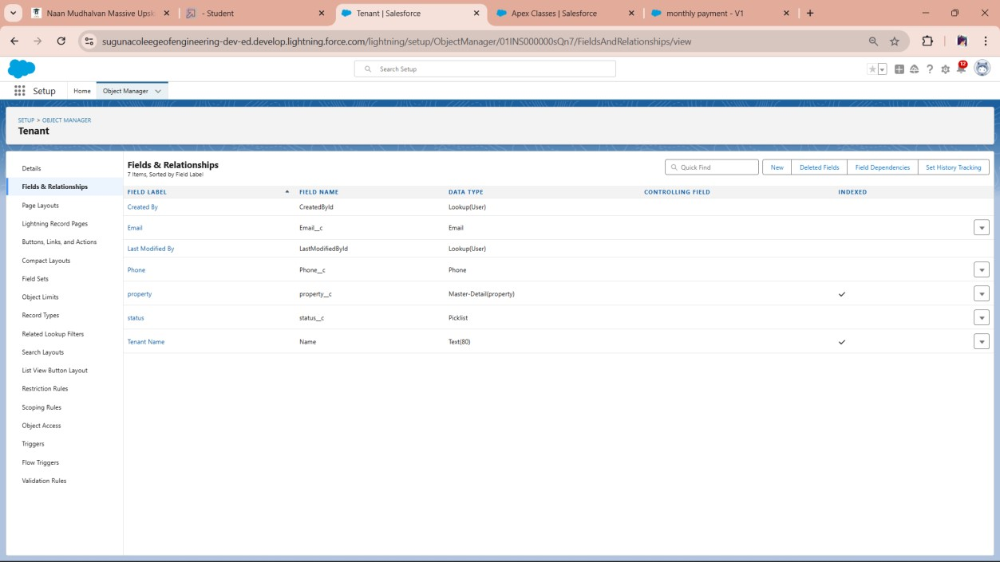 Naan Mudhalvan Massive Upsk
- Student
Tenant | Salesforce
Apex Classes | Salesforce
monthly payment - V1
sugunacoleegeofengineering-dev-ed.develop.lightning.force.com/lightning/setup/ObjectManager/01INS000000sQn7/FieldsAndRelationships/view
Search Setup
12
Setup
Home
Object Manager
SETUP > OBJECT MANAGER
Tenant
Details
Fields & Relationships
Page Layouts
Lightning Record Pages
Buttons, Links, and Actions
Compact Layouts
Field Sets
Object Limits
Record Types
Related Lookup Filters
Search Layouts
List View Button Layout
Restriction Rules
Scoping Rules
Object Access
Triggers
Flow Triggers
Validation Rules
Fields & Relationships
7 Items, Sorted by Field Label
Quick Find
New
Deleted Fields
Field Dependencies
Set History Tracking
FIELD LABEL FIELD NAME DATA TYPE CONTROLLING FIELD INDEXED
Created By CreatedById Lookup(User)
Email Email__c Email
Last Modified By LastModifiedById Lookup(User)
Phone Phone__c Phone
property property__c Master-Detail(property)
status status__c Picklist
Tenant Name Name Text(80)